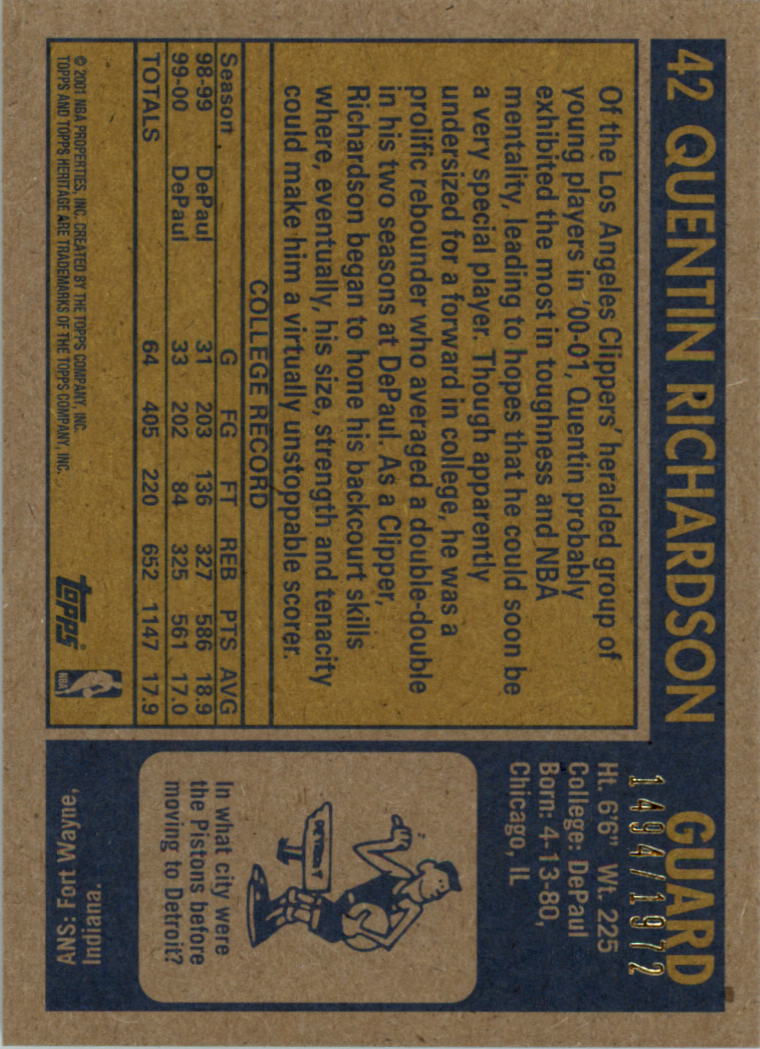 42 QUENTIN RICHARDSON GUARD
1494/1972
Ht. 6'6" Wt. 225
College: DePaul
Born: 4-13-80,
Chicago, IL
Of the Los Angeles Clippers' heralded group of
young players in '00-01, Quentin probably
exhibited the most in toughness and NBA
mentality, leading to hopes that he could soon be
a very special player. Though apparently
undersized for a forward in college, he was a
prolific rebounder who averaged a double-double
in his two seasons at DePaul. As a Clipper,
Richardson began to hone his backcourt skills
where, eventually, his size, strength and tenacity
could make him a virtually unstoppable scorer.
COLLEGE RECORD
Season G FG FT REB PTS AVG
98-99 DePaul 31 203 136 327 586 18.9
99-00 DePaul 33 202 84 325 561 17.0
TOTALS 64 405 220 652 1147 17.9
© 2001 NBA PROPERTIES, INC. CREATED BY THE TOPPS COMPANY, INC.
TOPPS AND TOPPS HERITAGE ARE TRADEMARKS OF THE TOPPS COMPANY, INC.
Topps®
NBA
DETROIT
In what city were
the Pistons before
moving to Detroit?
ANS: Fort Wayne,
Indiana.